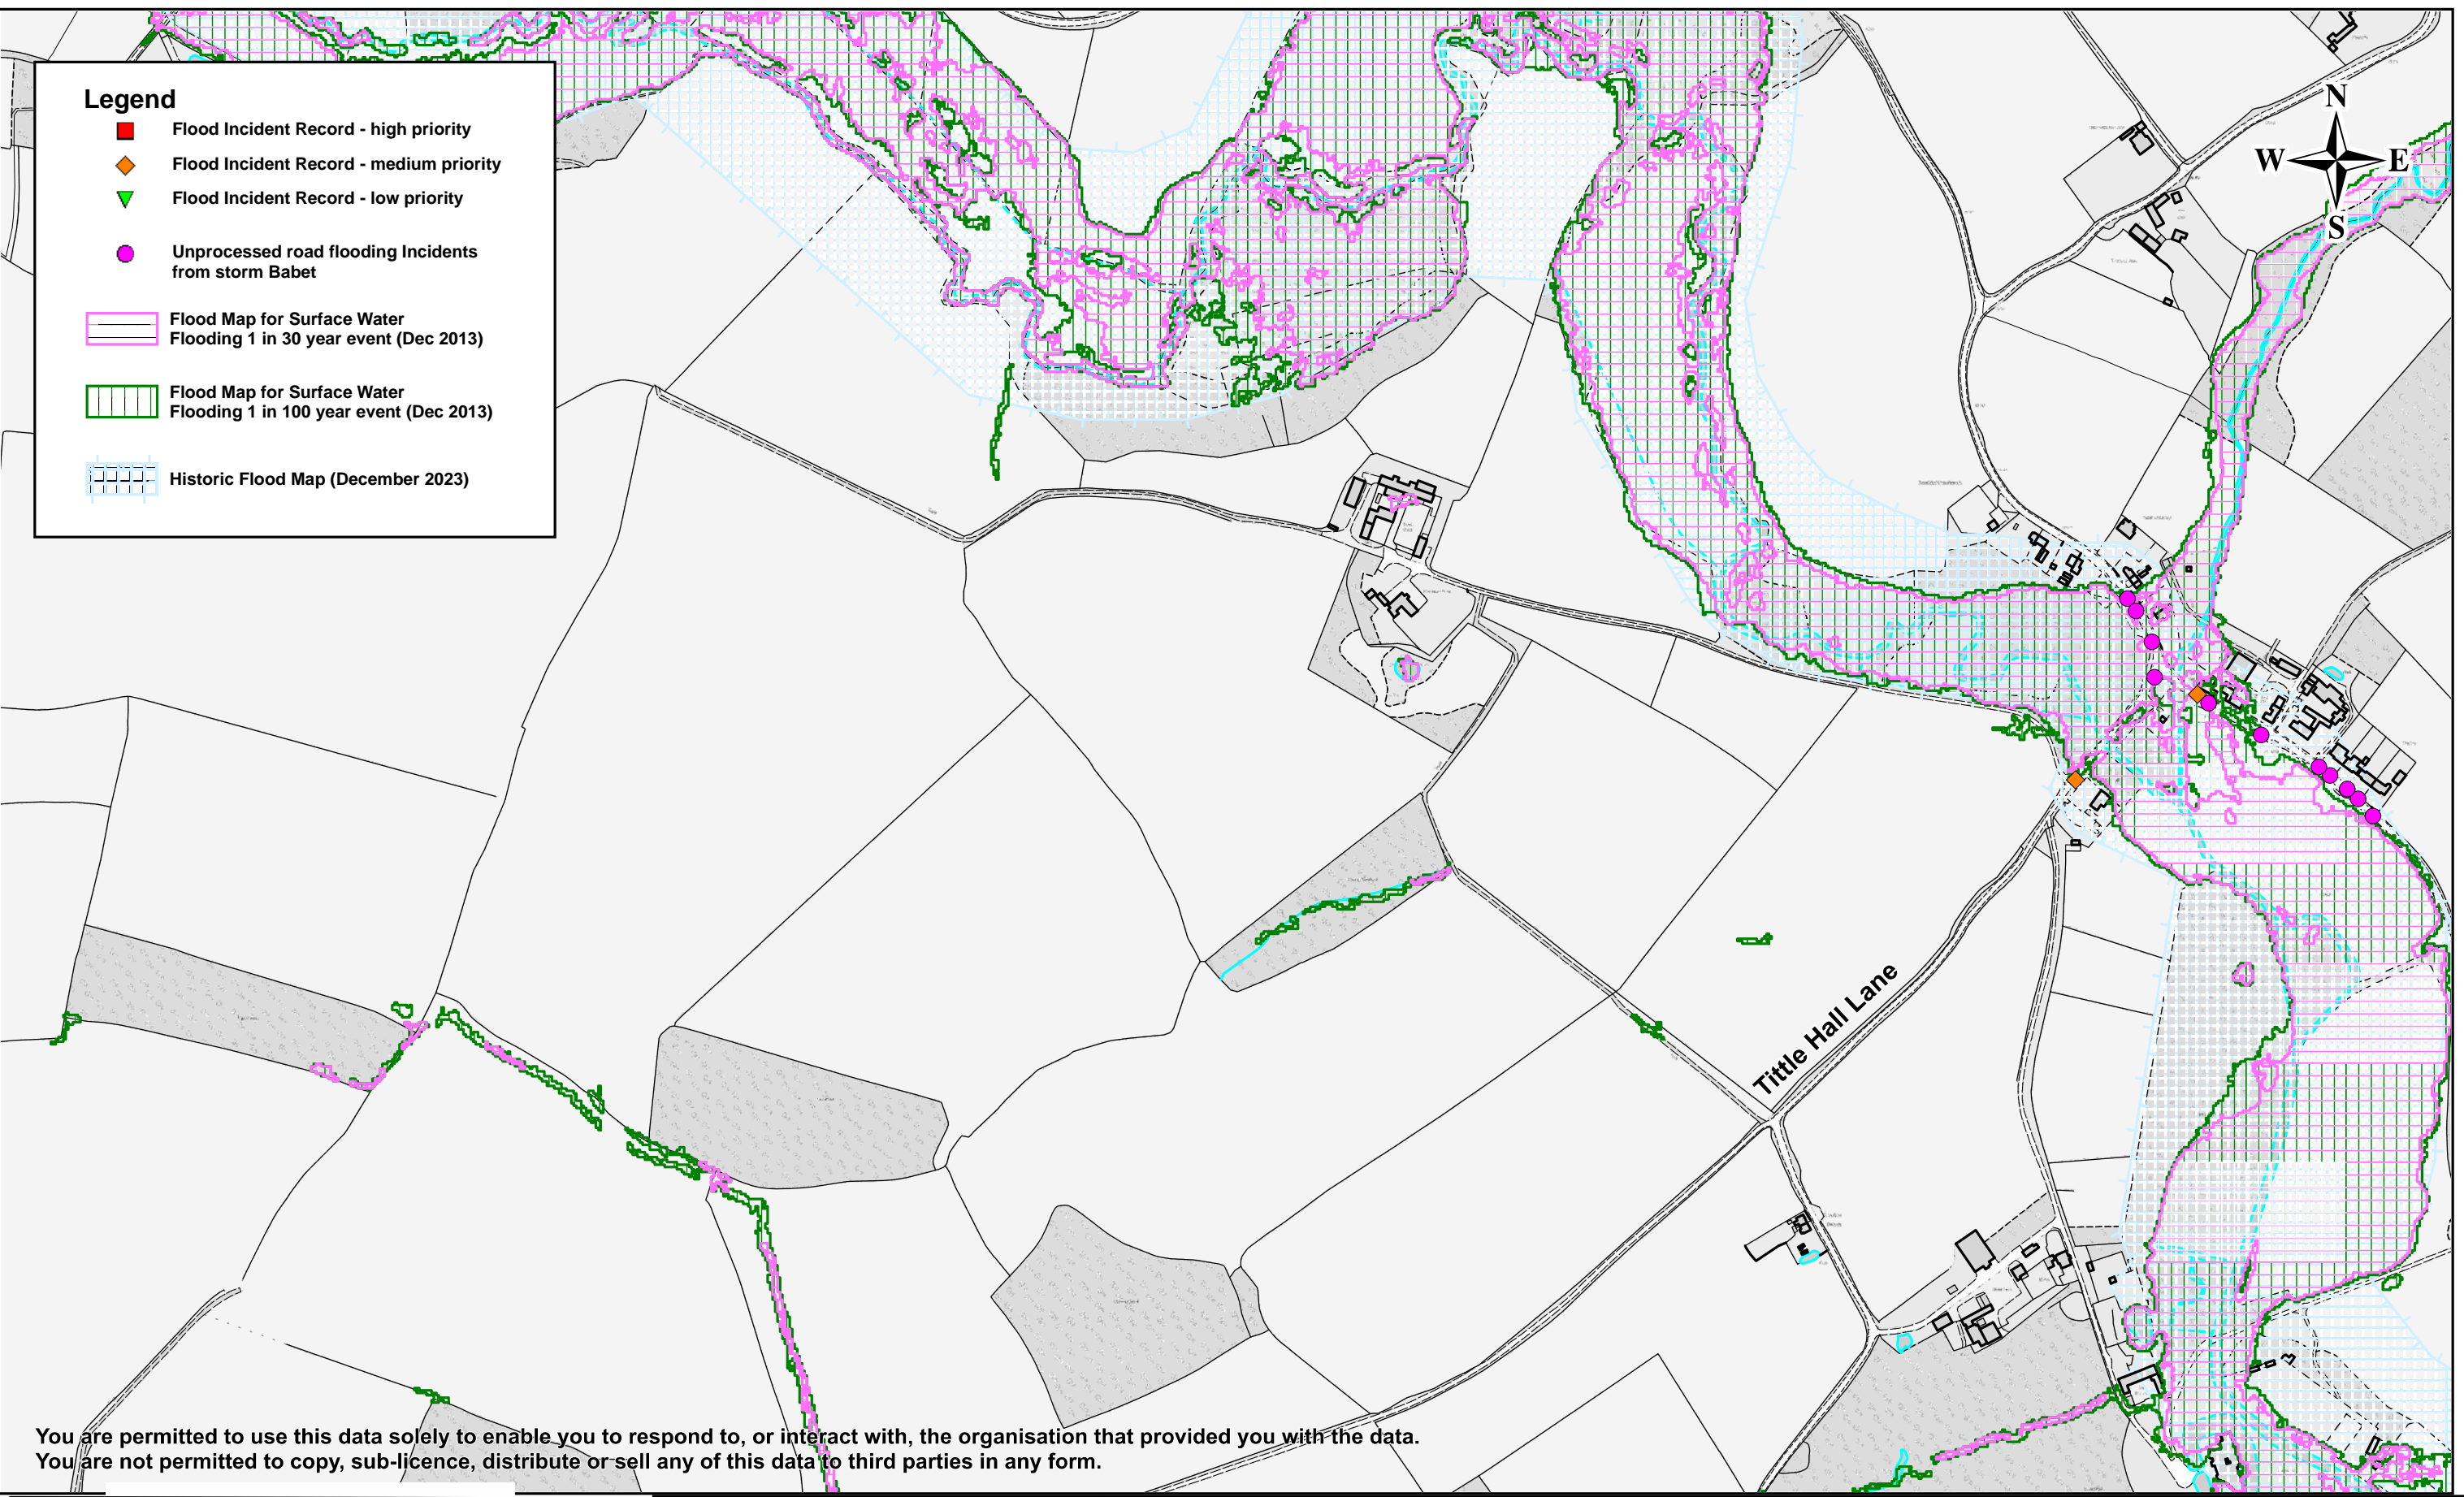 Legend
Flood Incident Record - high priority
Flood Incident Record - medium priority
Flood Incident Record - low priority
Unprocessed road flooding Incidents
from storm Babet
Flood Map for Surface Water
Flooding 1 in 30 year event (Dec 2013)
Flood Map for Surface Water
Flooding 1 in 100 year event (Dec 2013)
Historic Flood Map (December 2023)
N
W E
S
Tittle Hall Lane
You are permitted to use this data solely to enable you to respond to, or interact with, the organisation that provided you with the data.
You are not permitted to copy, sub-licence, distribute or sell any of this data to third parties in any form.